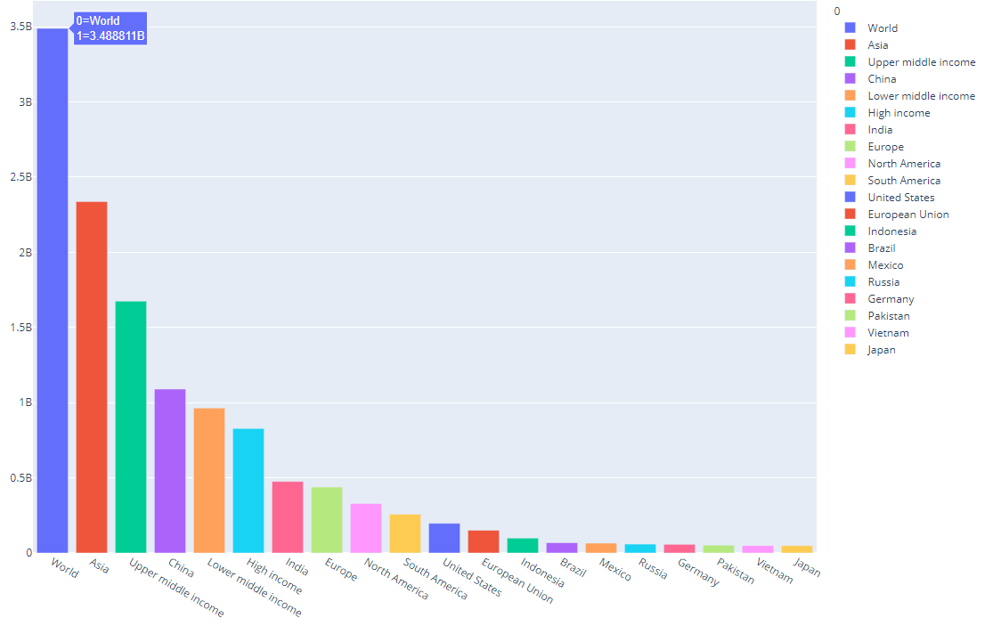 3.5B
3B
2.5B
2B
1.5B
1B
0.5B
0
0=World
1=3.488811B
World
Asia
Upper middle income
China
Lower middle income
High income
India
Europe
North America
South America
United States
European Union
Indonesia
Brazil
Mexico
Russia
Germany
Pakistan
Vietnam
Japan
0
World
Asia
Upper middle income
China
Lower middle income
High income
India
Europe
North America
South America
United States
European Union
Indonesia
Brazil
Mexico
Russia
Germany
Pakistan
Vietnam
Japan